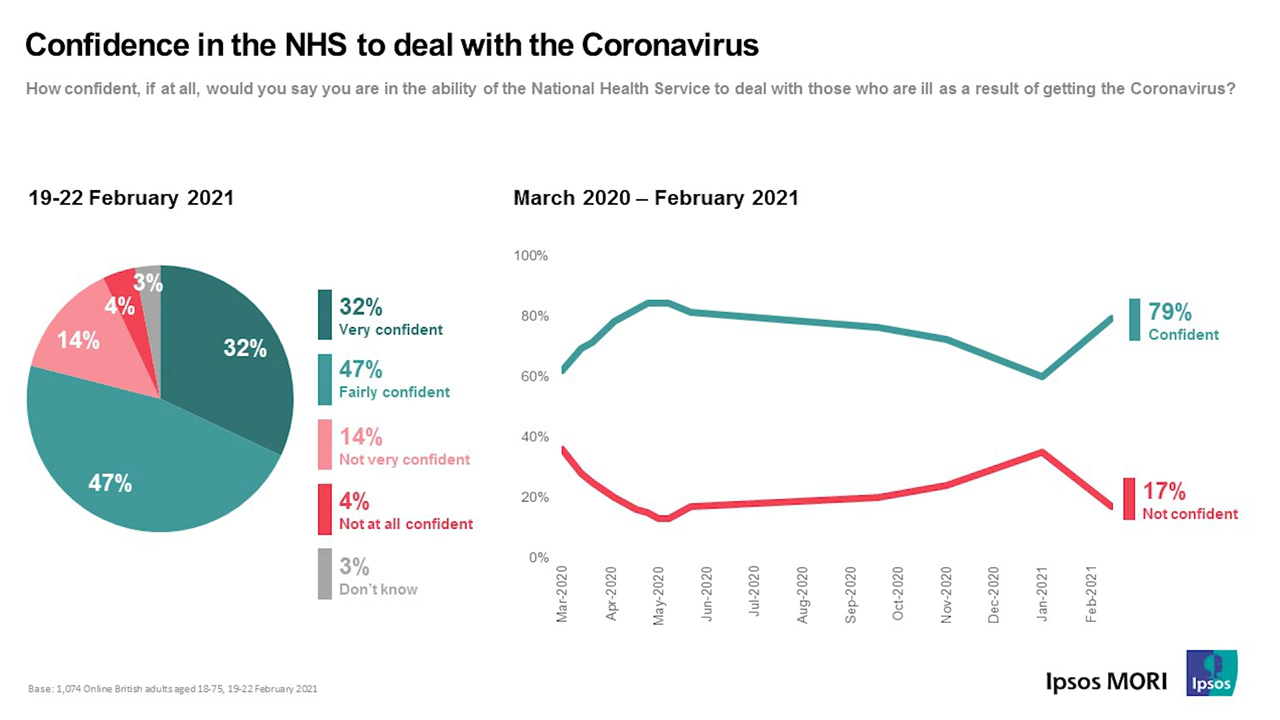 Confidence in the NHS to deal with the Coronavirus
How confident, if at all, would you say you are in the ability of the National Health Service to deal with those who are ill as a result of getting the Coronavirus?
19-22 February 2021
3%
4%
14%
32%
47%
32%
Very confident
47%
Fairly confident
14%
Not very confident
4%
Not at all confident
3%
Don't know
March 2020 – February 2021
100%
80%
60%
40%
20%
0%
Mar-2020
Apr-2020
May-2020
Jun-2020
Jul-2020
Aug-2020
Sep-2020
Oct-2020
Nov-2020
Dec-2020
Jan-2021
Feb-2021
79%
Confident
17%
Not confident
Base: 1,074 Online British adults aged 18-75, 19-22 February 2021
Ipsos MORI
Ipsos